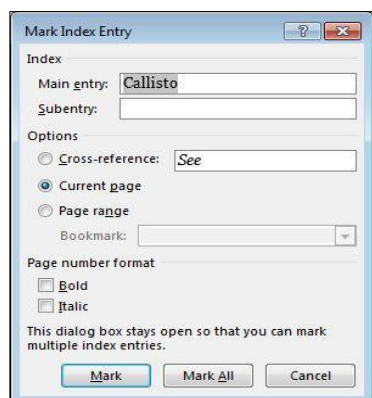 Mark Index Entry
Index
Main entry: Callisto
Subentry:
Options
Cross-reference: See
Current page
Page range
Bookmark:
Page number format
Bold
Italic
This dialog box stays open so that you can mark
multiple index entries.
Mark Mark All Cancel